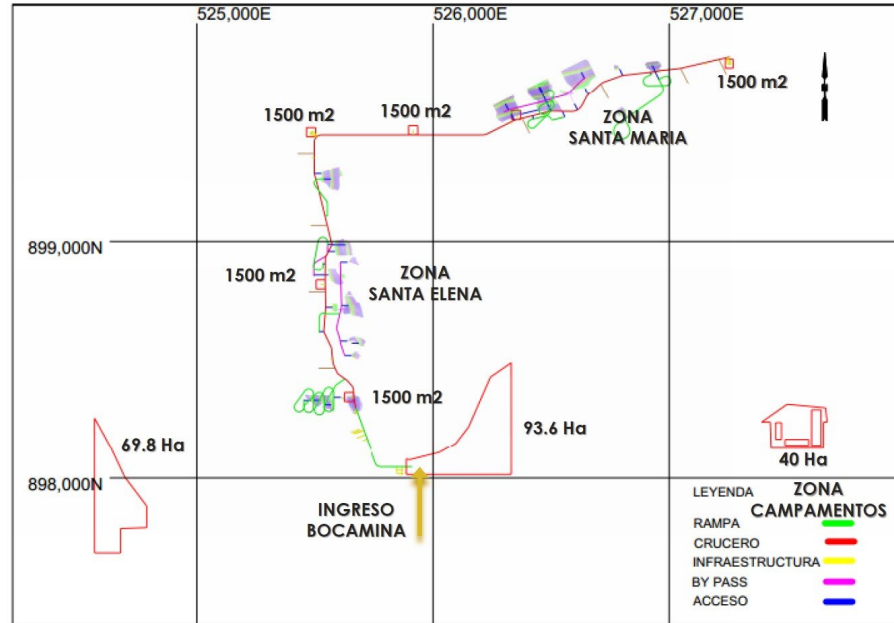 525,000E
526,000E
527,000E
1500 m2
1500 m2
1500 m2
ZONA
SANTA MARIA
899,000N
1500 m2
ZONA
SANTA ELENA
1500 m2
93.6 Ha
69.8 Ha
40 Ha
898,000N
INGRESO
BOCAMINA
LEYENDA
ZONA
CAMPAMENTOS
RAMPA
CRUCERO
INFRAESTRUCTURA
BY PASS
ACCESO